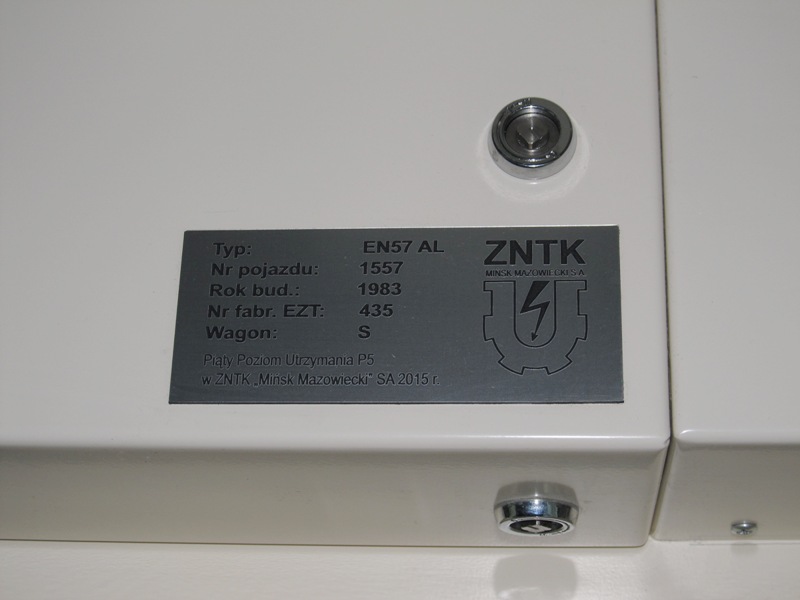 Typ: EN57 AL
Nr pojazdu: 1557
Rok bud.: 1983
Nr fabr. EZT: 435
Wagon: S
Piąty Poziom Utrzymania P5
w ZNTK „Mińsk Mazowiecki" SA 2015 r.
ZNTK
MIŃSK MAZOWIECKI S.A.